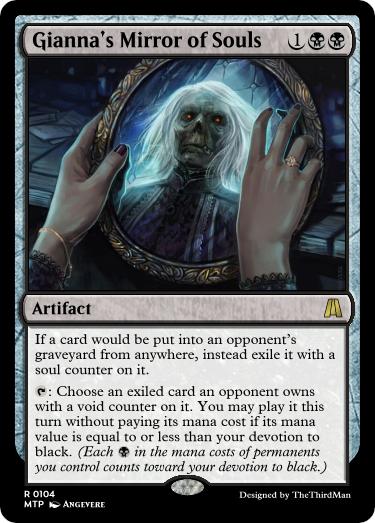 Gianna's Mirror of Souls 1
Artifact
If a card would be put into an opponent's
graveyard from anywhere, instead exile it with a
soul counter on it.
: Choose an exiled card an opponent owns
with a void counter on it. You may play it this
turn without paying its mana cost if its mana
value is equal to or less than your devotion to
black. (Each in the mana costs of permanents
you control counts toward your devotion to black.)
R 0104
MTP ANGEVERE
Designed by TheThirdMan